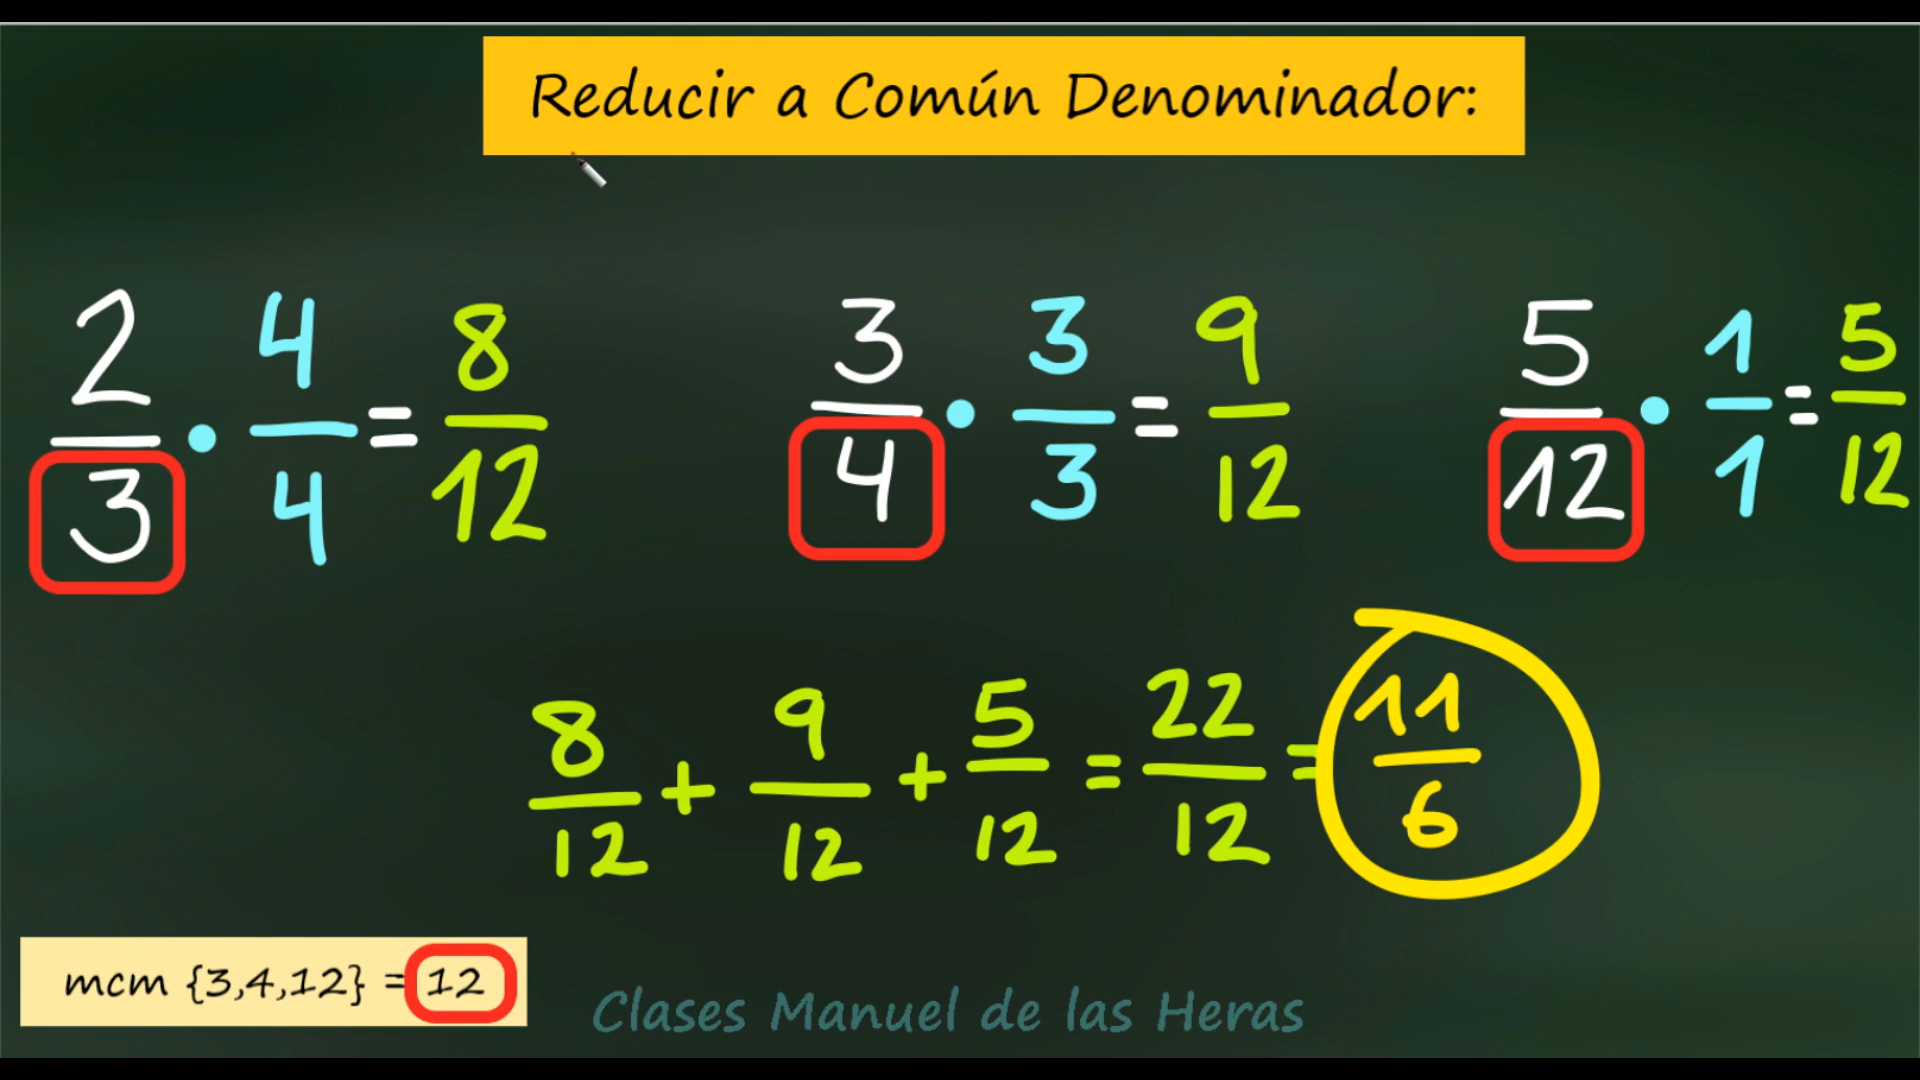 Reducir a Común Denominador:
2/3 · 4/4 = 8/12
3/4 · 3/3 = 9/12
5/12 · 1/1 = 5/12
8/12 + 9/12 + 5/12 = 22/12 = 11/6
mcm {3,4,12} = 12
Clases Manuel de las Heras